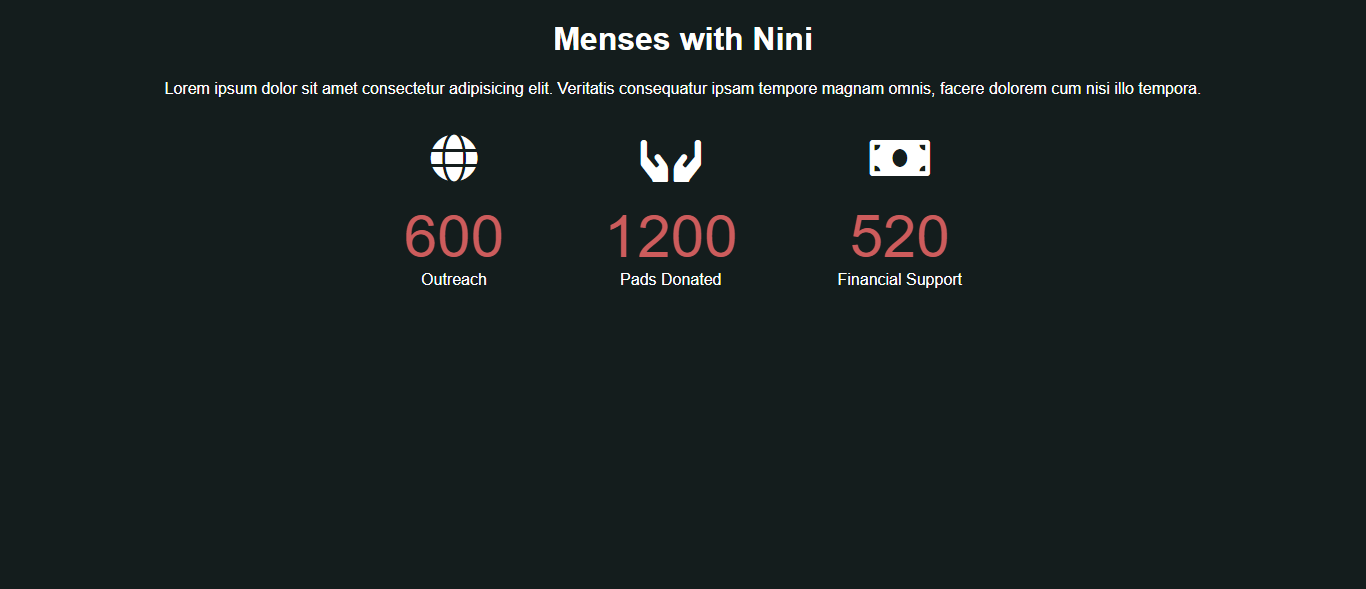 Menses with Nini
Lorem ipsum dolor sit amet consectetur adipisicing elit. Veritatis consequatur ipsam tempore magnam omnis, facere dolorem cum nisi illo tempora.
600
1200
520
Outreach
Pads Donated
Financial Support